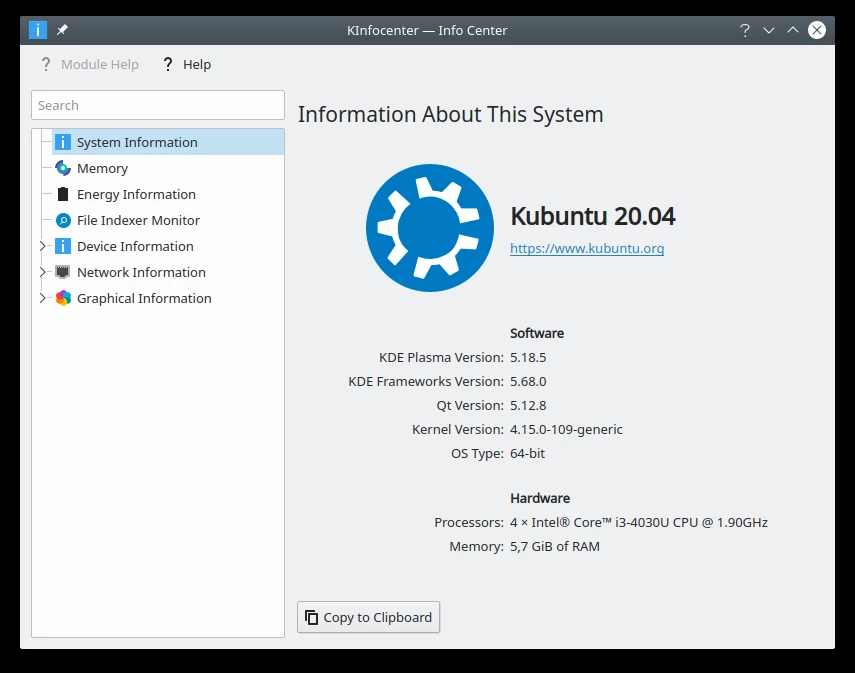 KInfocenter — Info Center
Module Help
Help
Search
System Information
Memory
Energy Information
File Indexer Monitor
Device Information
Network Information
Graphical Information
Information About This System
Kubuntu 20.04
https://www.kubuntu.org
Software
KDE Plasma Version: 5.18.5
KDE Frameworks Version: 5.68.0
Qt Version: 5.12.8
Kernel Version: 4.15.0-109-generic
OS Type: 64-bit
Hardware
Processors: 4 × Intel® Core™ i3-4030U CPU @ 1.90GHz
Memory: 5,7 GiB of RAM
Copy to Clipboard